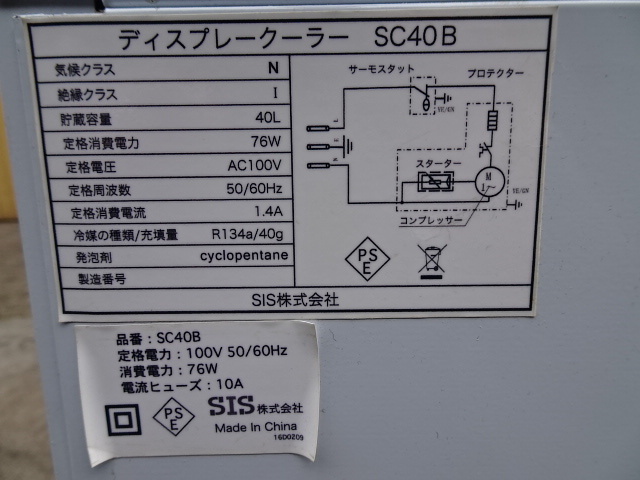 ディスプレークーラー SC40B
気候クラス N
絶縁クラス I
貯蔵容量 40L
定格消費電力 76W
定格電圧 AC100V
定格周波数 50/60Hz
定格消費電流 1.4A
冷媒の種類/充填量 R134a/40g
発泡剤 cyclopentane
製造番号
サーモスタット
プロテクター
YE/GN
L
E
N
スターター
M
YE/GN
コンプレッサー
PS
E
SIS株式会社
品番：SC40B
定格電力：100V 50/60Hz
消費電力：76W
電流ヒューズ：10A
PS
E
SIS株式会社
Made In China
16D0209